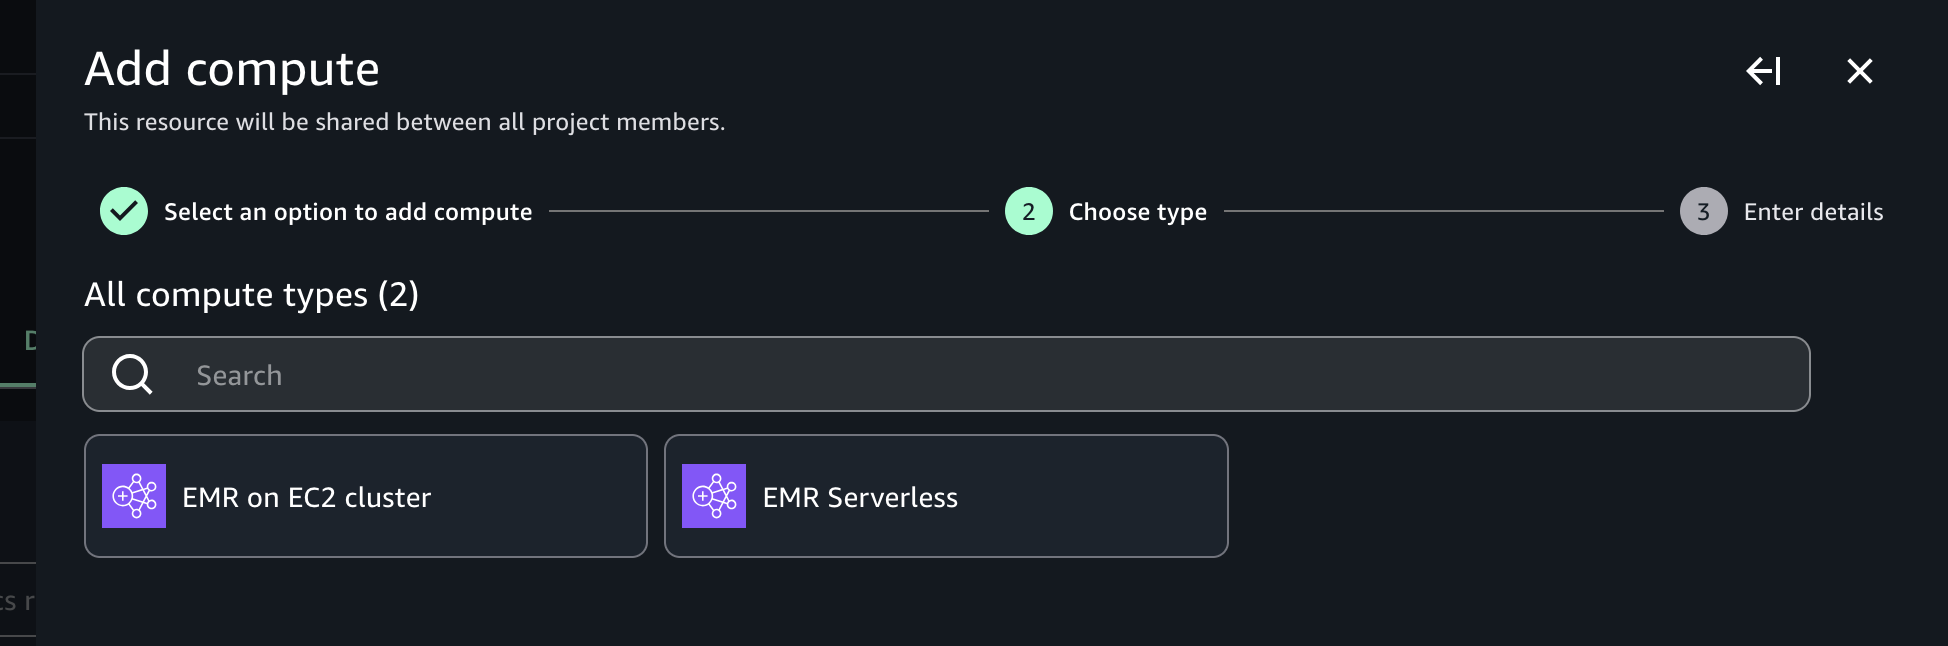 Add compute
This resource will be shared between all project members.
Select an option to add compute
2 Choose type
3 Enter details
All compute types (2)
Search
EMR on EC2 cluster
EMR Serverless